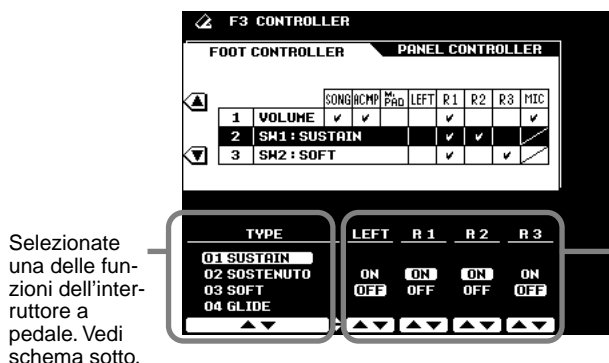 F3 CONTROLLER
FOOT CONTROLLER PANEL CONTROLLER
SONG ACMP M. PAD LEFT R1 R2 R3 MIC
1 VOLUME ✔ ✔ ✔ ✔
2 SW1: SUSTAIN ✔ ✔
3 SW2: SOFT ✔ ✔
Selezionate
una delle fun-
zioni dell'inter-
ruttore a
pedale. Vedi
schema sotto.
TYPE
01 SUSTAIN
02 SOSTENUTO
03 SOFT
04 GLIDE
LEFT R1 R2 R3
ON ON ON ON
OFF OFF OFF OFF